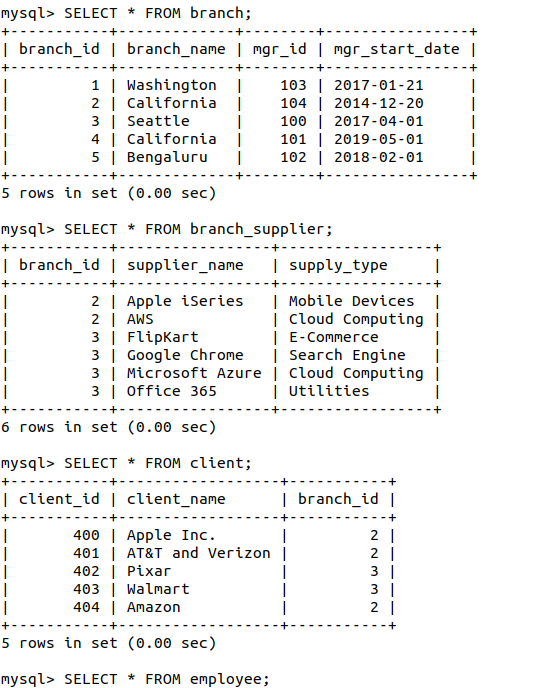 mysql> SELECT * FROM branch;
+-----------+-------------+--------+----------------+
| branch_id | branch_name | mgr_id | mgr_start_date |
+-----------+-------------+--------+----------------+
|         1 | Washington  |    103 | 2017-01-21     |
|         2 | California  |    104 | 2014-12-20     |
|         3 | Seattle     |    100 | 2017-04-01     |
|         4 | California  |    101 | 2019-05-01     |
|         5 | Bengaluru   |    102 | 2018-02-01     |
+-----------+-------------+--------+----------------+
5 rows in set (0.00 sec)

mysql> SELECT * FROM branch_supplier;
+-----------+-----------------+-----------------+
| branch_id | supplier_name   | supply_type     |
+-----------+-----------------+-----------------+
|         2 | Apple iSeries   | Mobile Devices  |
|         2 | AWS             | Cloud Computing |
|         3 | FlipKart        | E-Commerce      |
|         3 | Google Chrome   | Search Engine   |
|         3 | Microsoft Azure | Cloud Computing |
|         3 | Office 365      | Utilities       |
+-----------+-----------------+-----------------+
6 rows in set (0.00 sec)

mysql> SELECT * FROM client;
+-----------+------------------+-----------+
| client_id | client_name      | branch_id |
+-----------+------------------+-----------+
|       400 | Apple Inc.       |         2 |
|       401 | AT&T and Verizon |         2 |
|       402 | Pixar            |         3 |
|       403 | Walmart          |         3 |
|       404 | Amazon           |         2 |
+-----------+------------------+-----------+
5 rows in set (0.00 sec)

mysql> SELECT * FROM employee;